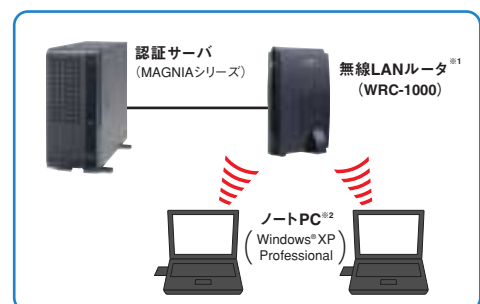 認証サーバ
（MAGNIAシリーズ）
無線LANルータ※1
（WRC-1000）
ノートPC※2
（Windows®XP
Professional）